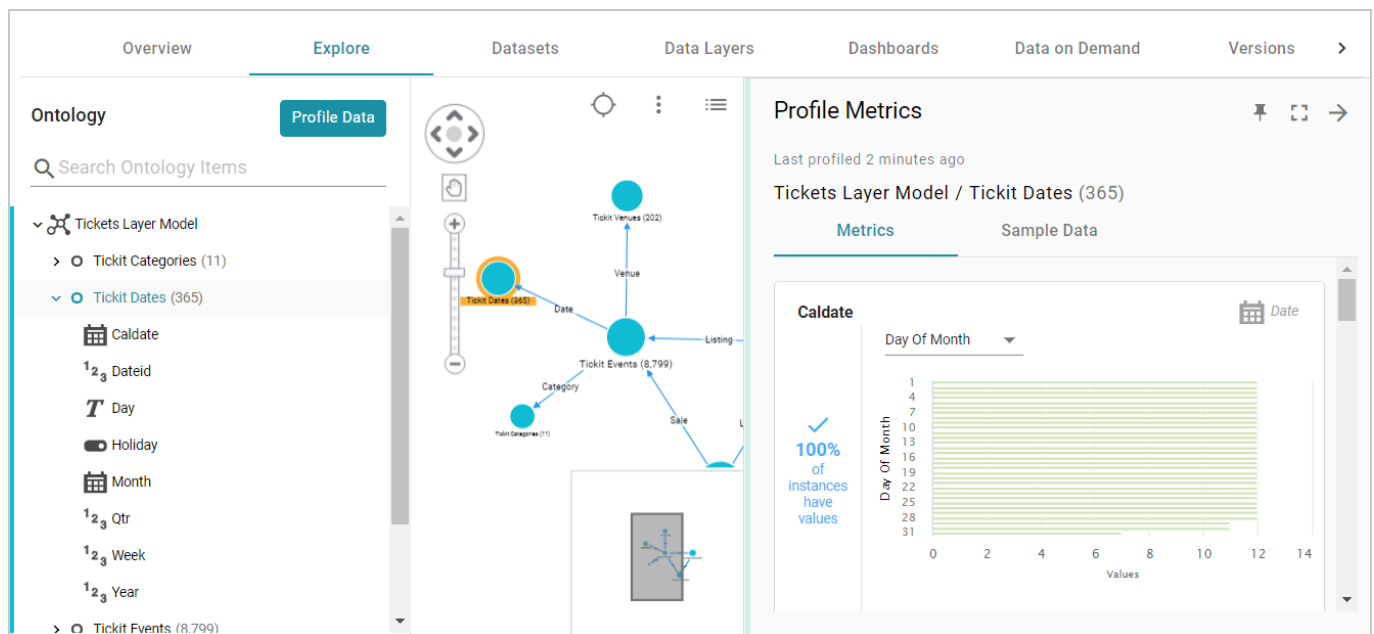 Overview Explore Datasets Data Layers Dashboards Data on Demand Versions
Ontology
Profile Data
Search Ontology Items
Tickets Layer Model
Tickit Categories (11)
Tickit Dates (365)
Caldate
123 Dateid
T Day
Holiday
Month
123 Qtr
123 Week
123 Year
Tickit Events (8,799)
Tickit Venues (202)
Venue
Tickit Dates (365)
Date
Listing
Tickit Events (8,799)
Category
Sale
L
Tickit Categories (11)
Profile Metrics
Last profiled 2 minutes ago
Tickets Layer Model / Tickit Dates (365)
Metrics Sample Data
Caldate
Date
Day Of Month
100%
of
instances
have
values
Day Of Month
1
4
7
10
13
16
19
22
25
28
31
0 2 4 6 8 10 12 14
Values